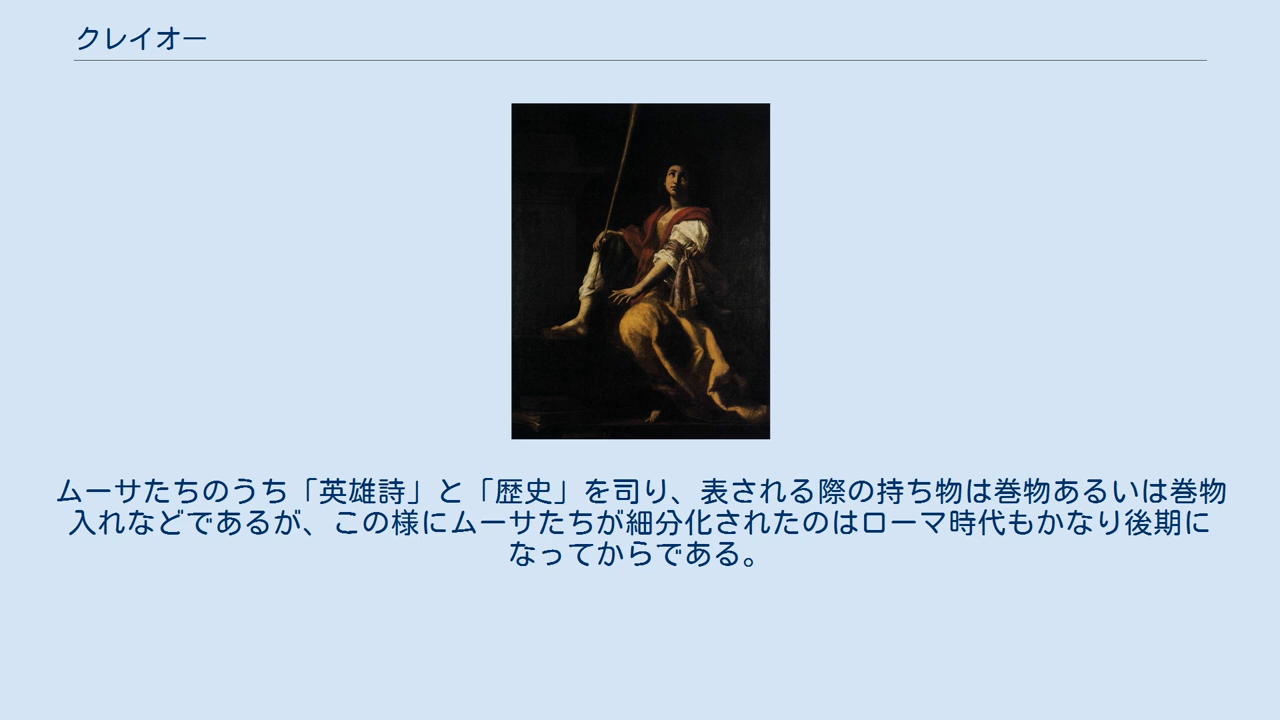 クレイオー
ムーサたちのうち「英雄詩」と「歴史」を司り、表される際の持ち物は巻物あるいは巻物
入れなどであるが、この様にムーサたちが細分化されたのはローマ時代もかなり後期に
なってからである。